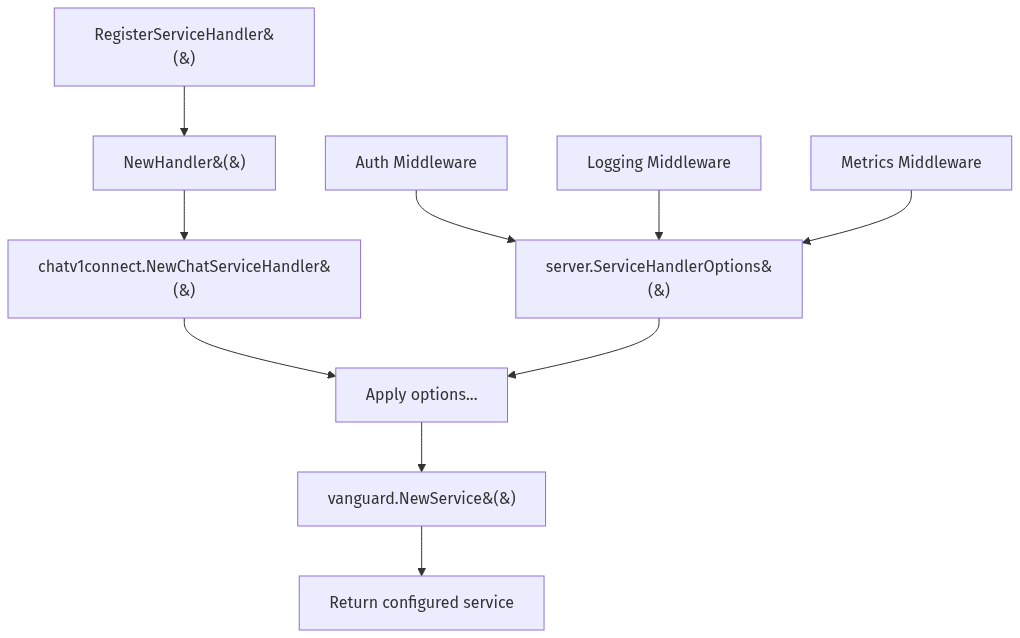 RegisterServiceHandler&
(&)
NewHandler&(&)
Auth Middleware
Logging Middleware
Metrics Middleware
chatv1connect.NewChatServiceHandler&
(&)
server.ServiceHandlerOptions&
(&)
Apply options...
vanguard.NewService&(&)
Return configured service